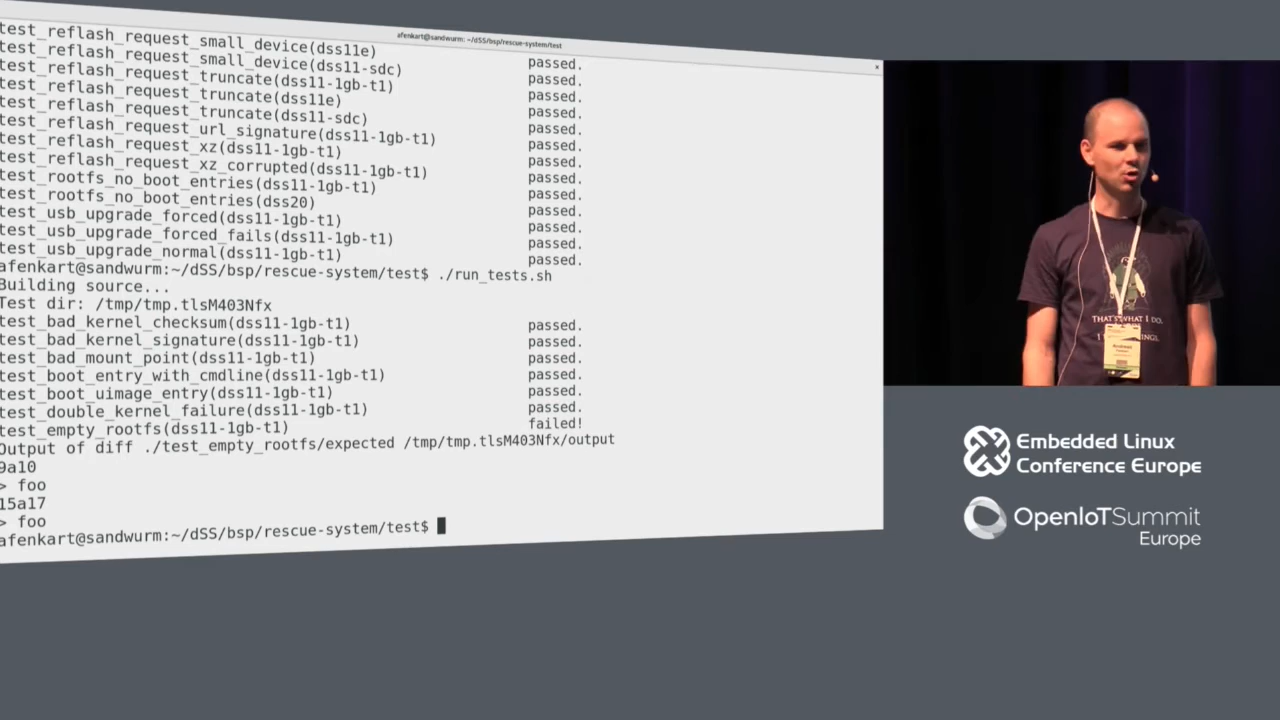 afenkart@sandwurm: ~/dSS/bsp/rescue-system/test
test_reflash_request_small_device(dss11e)
test_reflash_request_small_device(dss11-sdc) passed.
test_reflash_request_truncate(dss11-1gb-t1) passed.
test_reflash_request_truncate(dss11e) passed.
test_reflash_request_truncate(dss11-sdc) passed.
test_reflash_request_url_signature(dss11-1gb-t1) passed.
test_reflash_request_xz(dss11-1gb-t1) passed.
test_reflash_request_xz_corrupted(dss11-1gb-t1) passed.
test_rootfs_no_boot_entries(dss11-1gb-t1) passed.
test_rootfs_no_boot_entries(dss20) passed.
test_usb_upgrade_forced(dss11-1gb-t1) passed.
test_usb_upgrade_forced_fails(dss11-1gb-t1) passed.
test_usb_upgrade_normal(dss11-1gb-t1) passed.
afenkart@sandwurm:~/dSS/bsp/rescue-system/test$ ./run_tests.sh
Building source...
Test dir: /tmp/tmp.tlsM403Nfx
test_bad_kernel_checksum(dss11-1gb-t1) passed.
test_bad_kernel_signature(dss11-1gb-t1) passed.
test_bad_mount_point(dss11-1gb-t1) passed.
test_boot_entry_with_cmdline(dss11-1gb-t1) passed.
test_boot_uimage_entry(dss11-1gb-t1) passed.
test_double_kernel_failure(dss11-1gb-t1) passed.
test_empty_rootfs(dss11-1gb-t1) failed!
Output of diff ./test_empty_rootfs/expected /tmp/tmp.tlsM403Nfx/output
9a10
> foo
15a17
> foo
afenkart@sandwurm:~/dSS/bsp/rescue-system/test$
THAT'S WHAT I DO.
Embedded Linux
Conference Europe
OpenIoTSummit
Europe